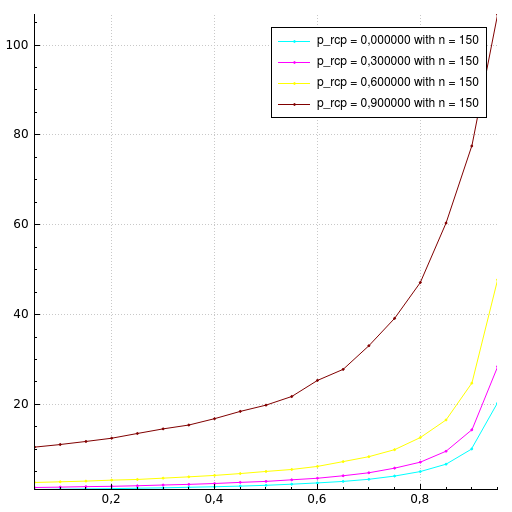 100
80
60
40
20
p_rcp = 0,000000 with n = 150
p_rcp = 0,300000 with n = 150
p_rcp = 0,600000 with n = 150
p_rcp = 0,900000 with n = 150
0,2 0,4 0,6 0,8